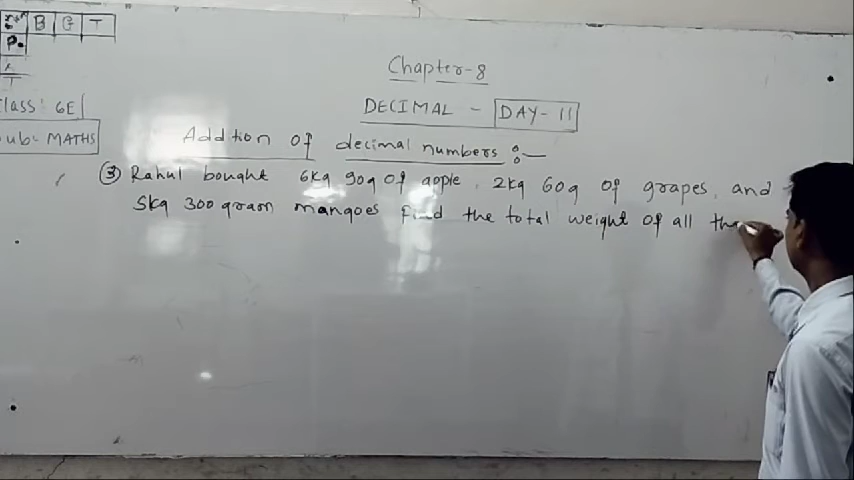 B G T
P.
Class: 6E
Sub- MATHS
Chapter-8
DECIMAL - DAY-11
Addtion of decimal numbers :-
③ Rahul bought 6kg 90g of apple, 2kg 60g of grapes, and
5kg 300 gram mangoes find the total weight of all the